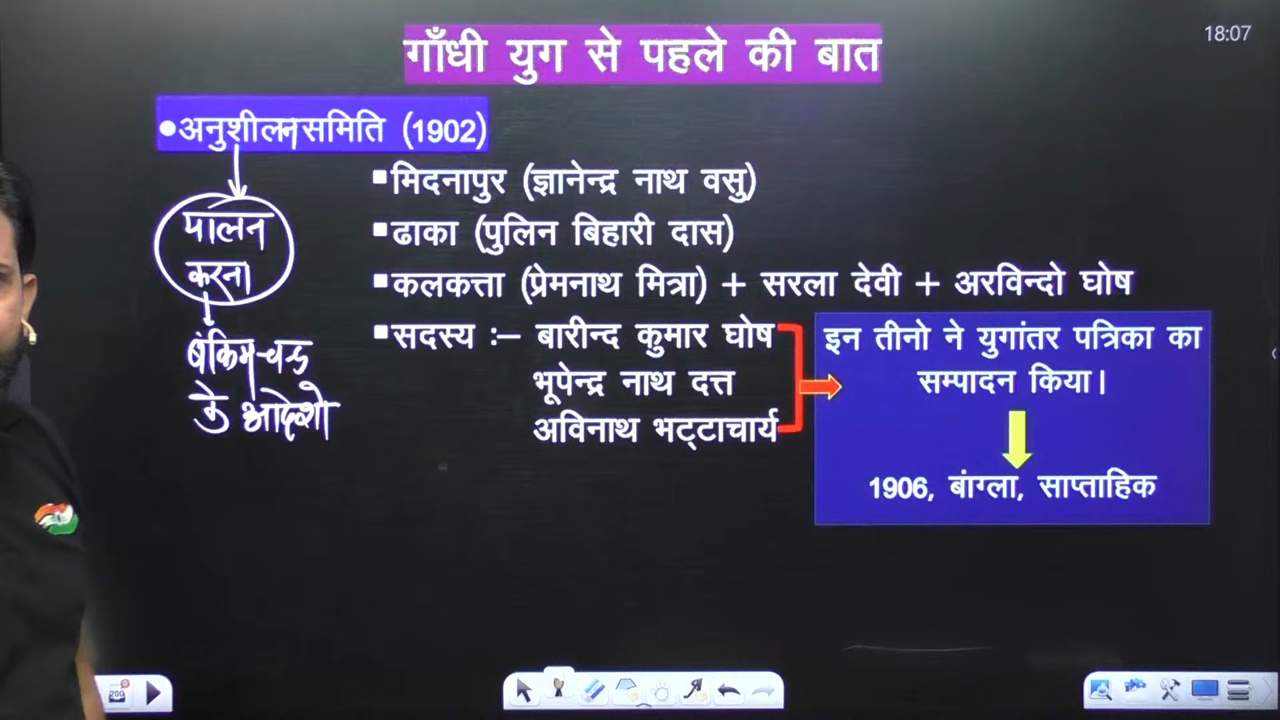 18:07
गाँधी युग से पहले की बात
●अनुशीलनसमिति (1902)
पालन
करना
बंकिम चन्द्र
के आदेशो
▪मिदनापुर (ज्ञानेन्द्र नाथ वसु)
▪ढाका (पुलिन बिहारी दास)
▪कलकत्ता (प्रेमनाथ मित्रा) + सरला देवी + अरविन्दो घोष
▪सदस्य :– बारीन्द कुमार घोष
भूपेन्द्र नाथ दत्त
अविनाथ भट्टाचार्य
इन तीनो ने युगांतर पत्रिका का
सम्पादन किया।
1906, बांग्ला, साप्ताहिक